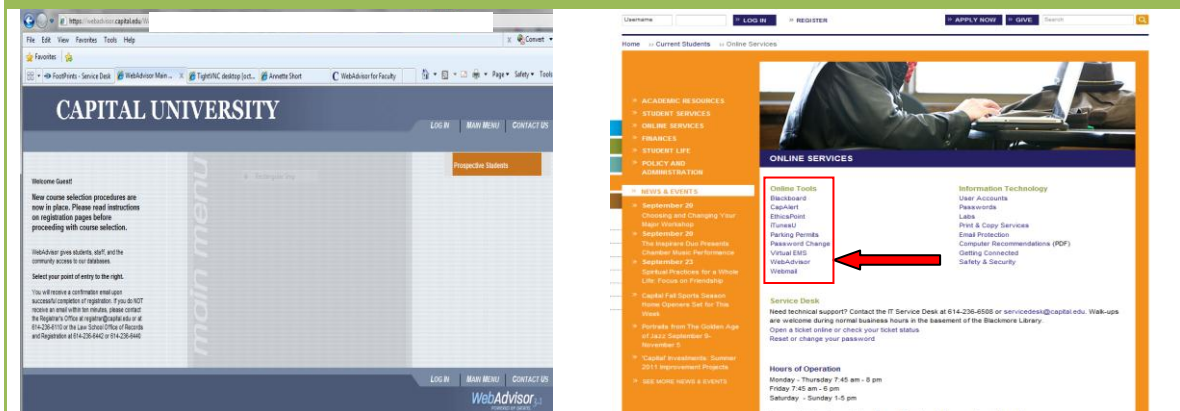 https://webadvisor.capital.edu/W
File Edit View Favorites Tools Help
x Convert
Favorites
FootPrints - Service Desk WebAdvisor Main ... X TightVNC desktop [oct... Annette Short WebAdvisor for Faculty Page Safety Tools
CAPITAL UNIVERSITY
LOG IN MAIN MENU CONTACT US
Prospective Students
main menu
Rectangular Snip
Welcome Guest!
New course selection procedures are
now in place. Please read instructions
on registration pages before
proceeding with course selection.
WebAdvisor gives students, staff, and the
community access to our databases.
Select your point of entry to the right.
You will receive a confirmation email upon
successful completion of registration. If you do NOT
receive an email within ten minutes, please contact
the Registrar's Office at registrar@capital.edu or at
614-236-6110 or the Law School Office of Records
and Registration at 614-236-6442 or 614-236-6440
LOG IN MAIN MENU CONTACT US
WebAdvisor
Username » LOG IN » REGISTER » APPLY NOW » GIVE Search
Home » Current Students » Online Services
» ACADEMIC RESOURCES
» STUDENT SERVICES
» ONLINE SERVICES
» FINANCES
» STUDENT LIFE
» POLICY AND
ADMINISTRATION
» NEWS & EVENTS
» September 20
Choosing and Changing Your
Major Workshop
» September 20
The Inspirare Duo Presents
Chamber Music Performance
» September 23
Spiritual Practices for a Whole
Life: Focus on Friendship
» Capital Fall Sports Season
Home Openers Set for This
Week
» Portraits from The Golden Age
of Jazz September 9-
November 5
» 'Capital' Investments: Summer
2011 Improvement Projects
» SEE MORE NEWS & EVENTS
ONLINE SERVICES
Online Tools
Blackboard
CapAlert
EthicsPoint
iTunesU
Parking Permits
Password Change
Virtual EMS
WebAdvisor
Webmail
Information Technology
User Accounts
Passwords
Labs
Print & Copy Services
Email Protection
Computer Recommendations (PDF)
Getting Connected
Safety & Security
Service Desk
Need technical support? Contact the IT Service Desk at 614-236-6508 or servicedesk@capital.edu. Walk-ups
are welcome during normal business hours in the basement of the Blackmore Library.
Open a ticket online or check your ticket status
Reset or change your password
Hours of Operation
Monday - Thursday 7:45 am - 8 pm
Friday 7:45 am - 6 pm
Saturday - Sunday 1-5 pm